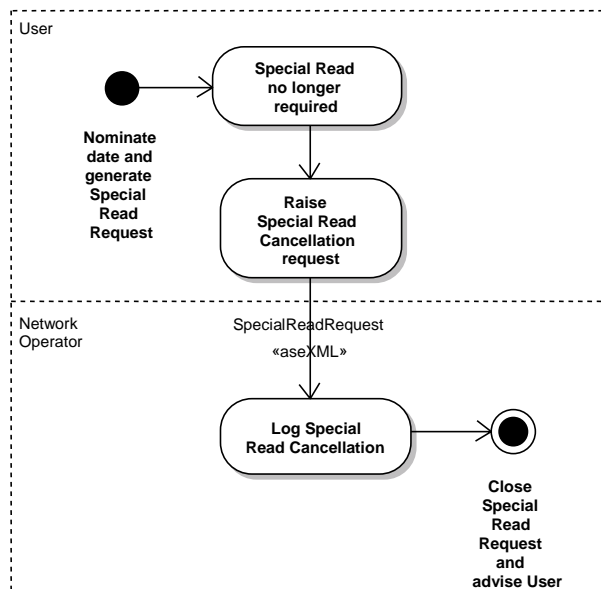 User
Special Read
no longer
required
Nominate
date and
generate
Special
Read
Request
Raise
Special Read
Cancellation
request
Network
Operator
SpecialReadRequest
«aseXML»
Log Special
Read Cancellation
Close
Special
Read
Request
and
advise User